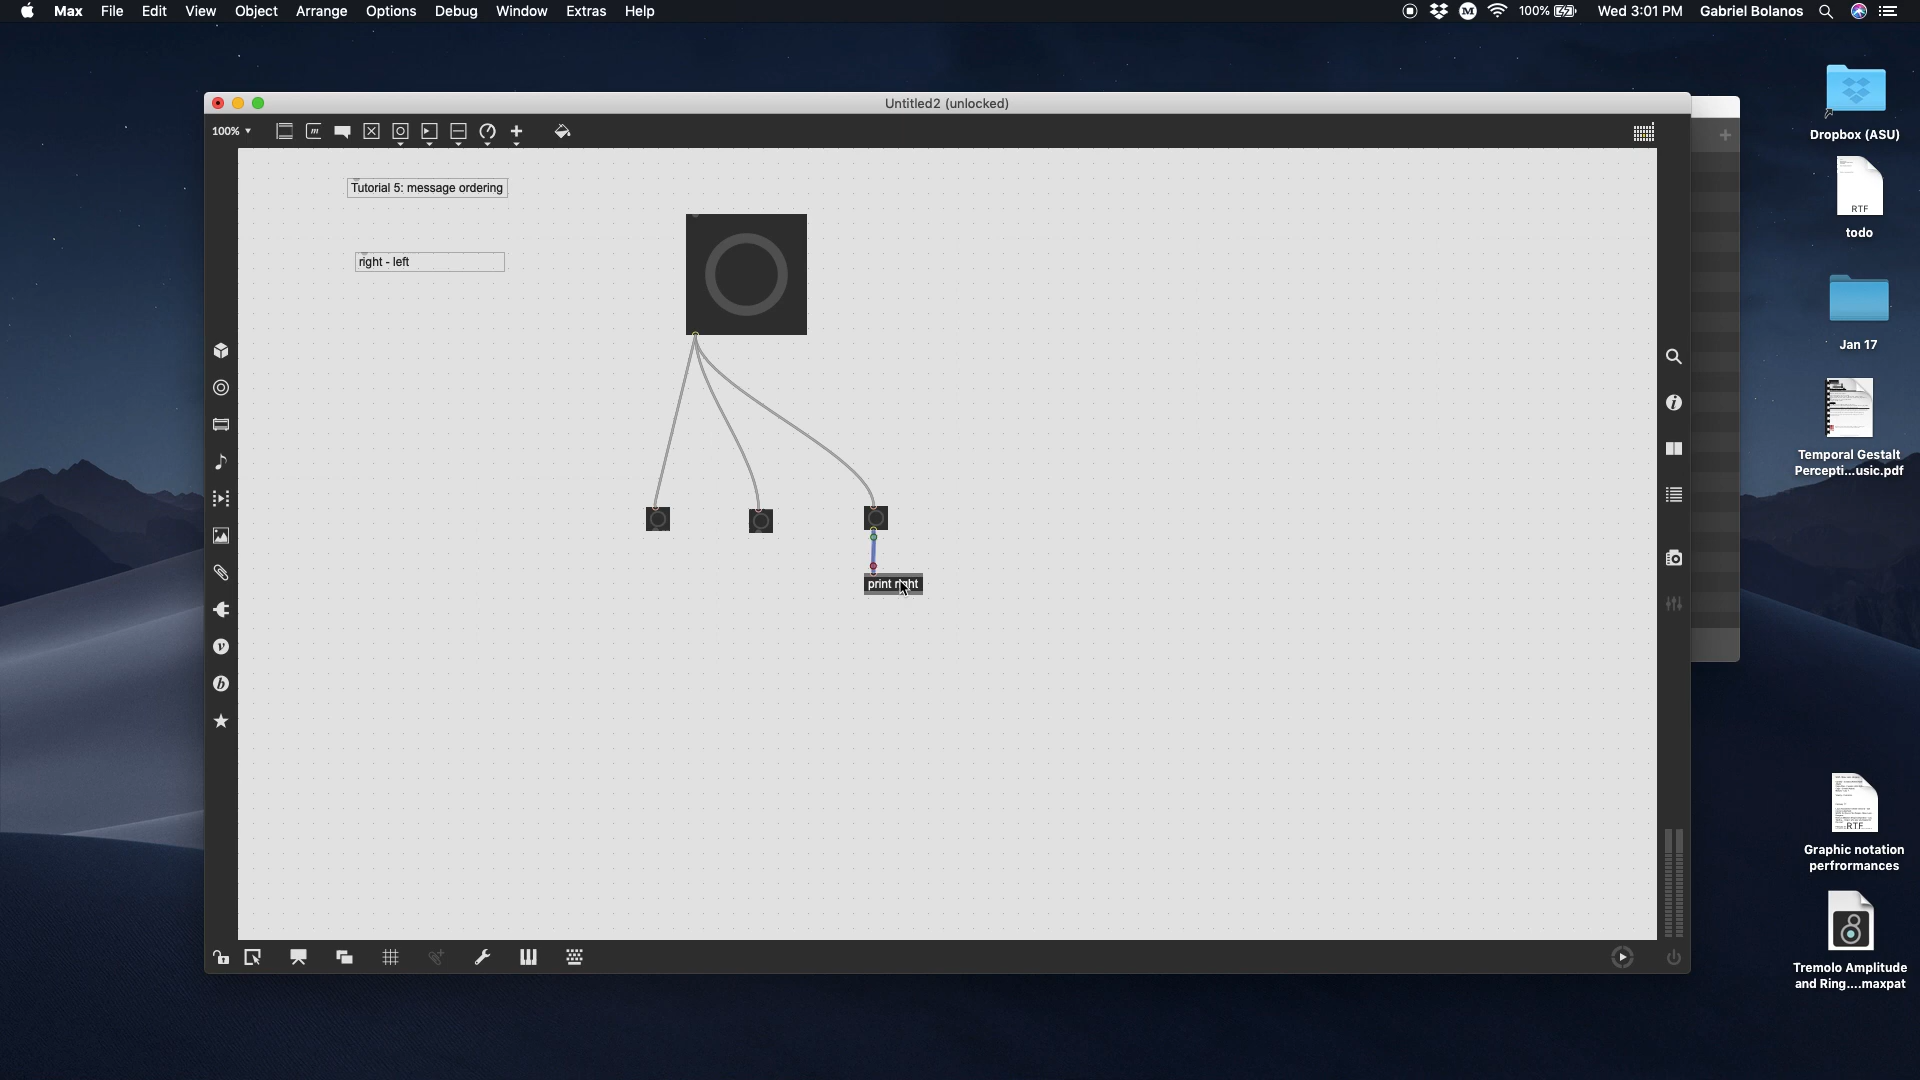 Max File Edit View Object Arrange Options Debug Window Extras Help
100% Wed 3:01 PM Gabriel Bolanos
Untitled2 (unlocked)
100%
Tutorial 5: message ordering
right - left
print right
Dropbox (ASU)
RTF
todo
Jan 17
Temporal Gestalt
Percepti...usic.pdf
RTF
Graphic notation
perfrormances
Tremolo Amplitude
and Ring....maxpat